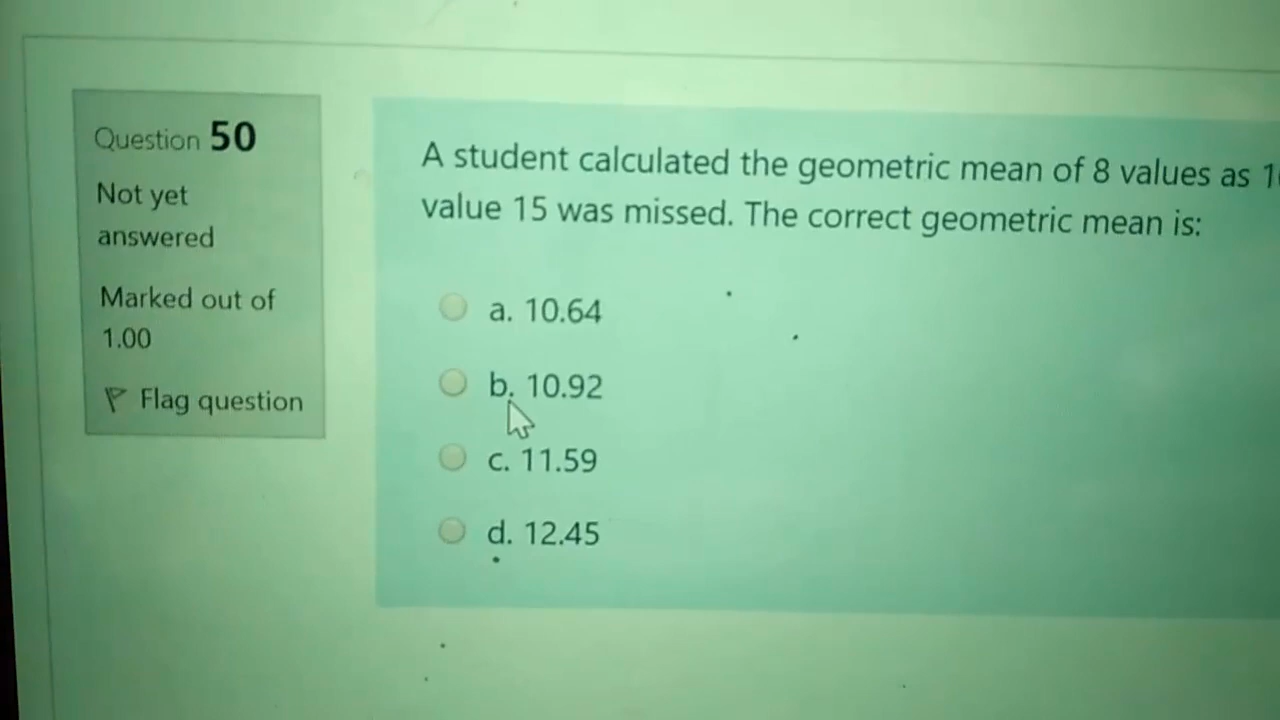 Question 50
Not yet
answered
Marked out of
1.00
Flag question
A student calculated the geometric mean of 8 values as
value 15 was missed. The correct geometric mean is:
a. 10.64
b. 10.92
c. 11.59
d. 12.45